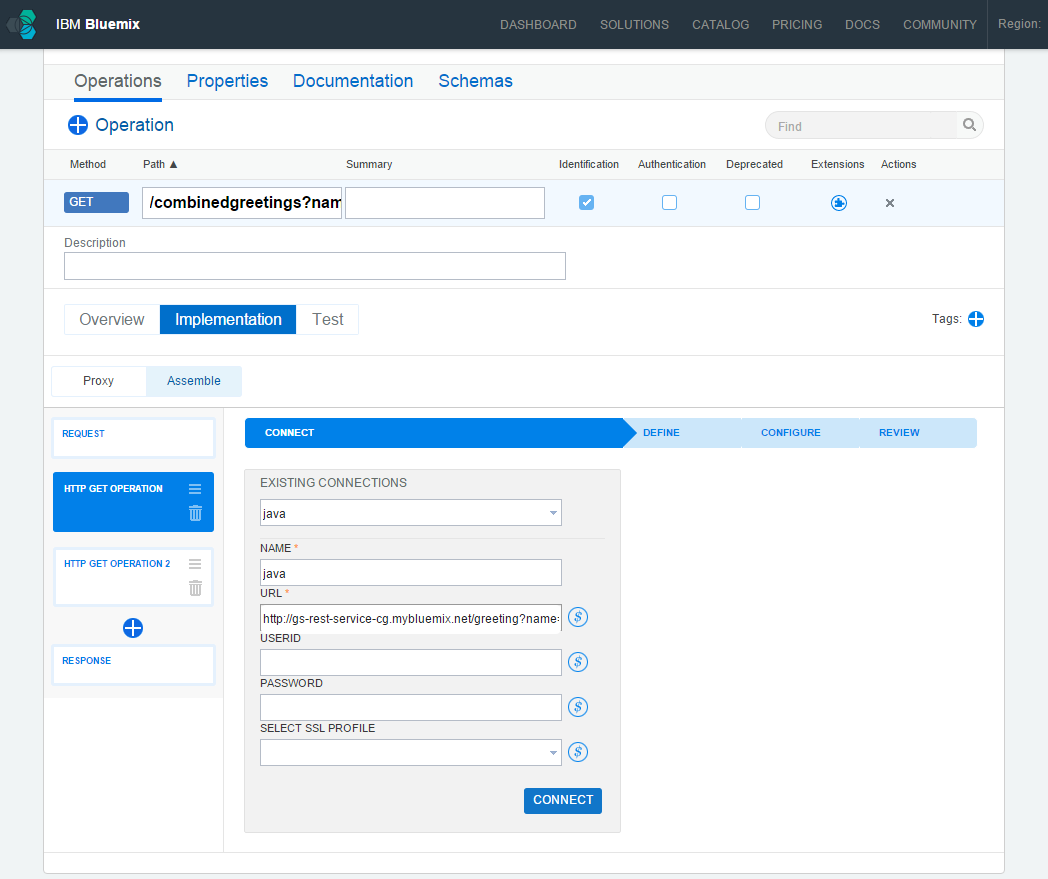 IBM Bluemix DASHBOARD SOLUTIONS CATALOG PRICING DOCS COMMUNITY Region:
Operations Properties Documentation Schemas
Operation Find
Method Path ▲ Summary Identification Authentication Deprecated Extensions Actions
GET /combinedgreetings?nam
Description
Overview Implementation Test Tags:
Proxy Assemble
REQUEST
HTTP GET OPERATION
HTTP GET OPERATION 2
RESPONSE
CONNECT DEFINE CONFIGURE REVIEW
EXISTING CONNECTIONS
java
NAME *
java
URL *
http://gs-rest-service-cg.mybluemix.net/greeting?name= $
USERID
$
PASSWORD
$
SELECT SSL PROFILE
$
CONNECT